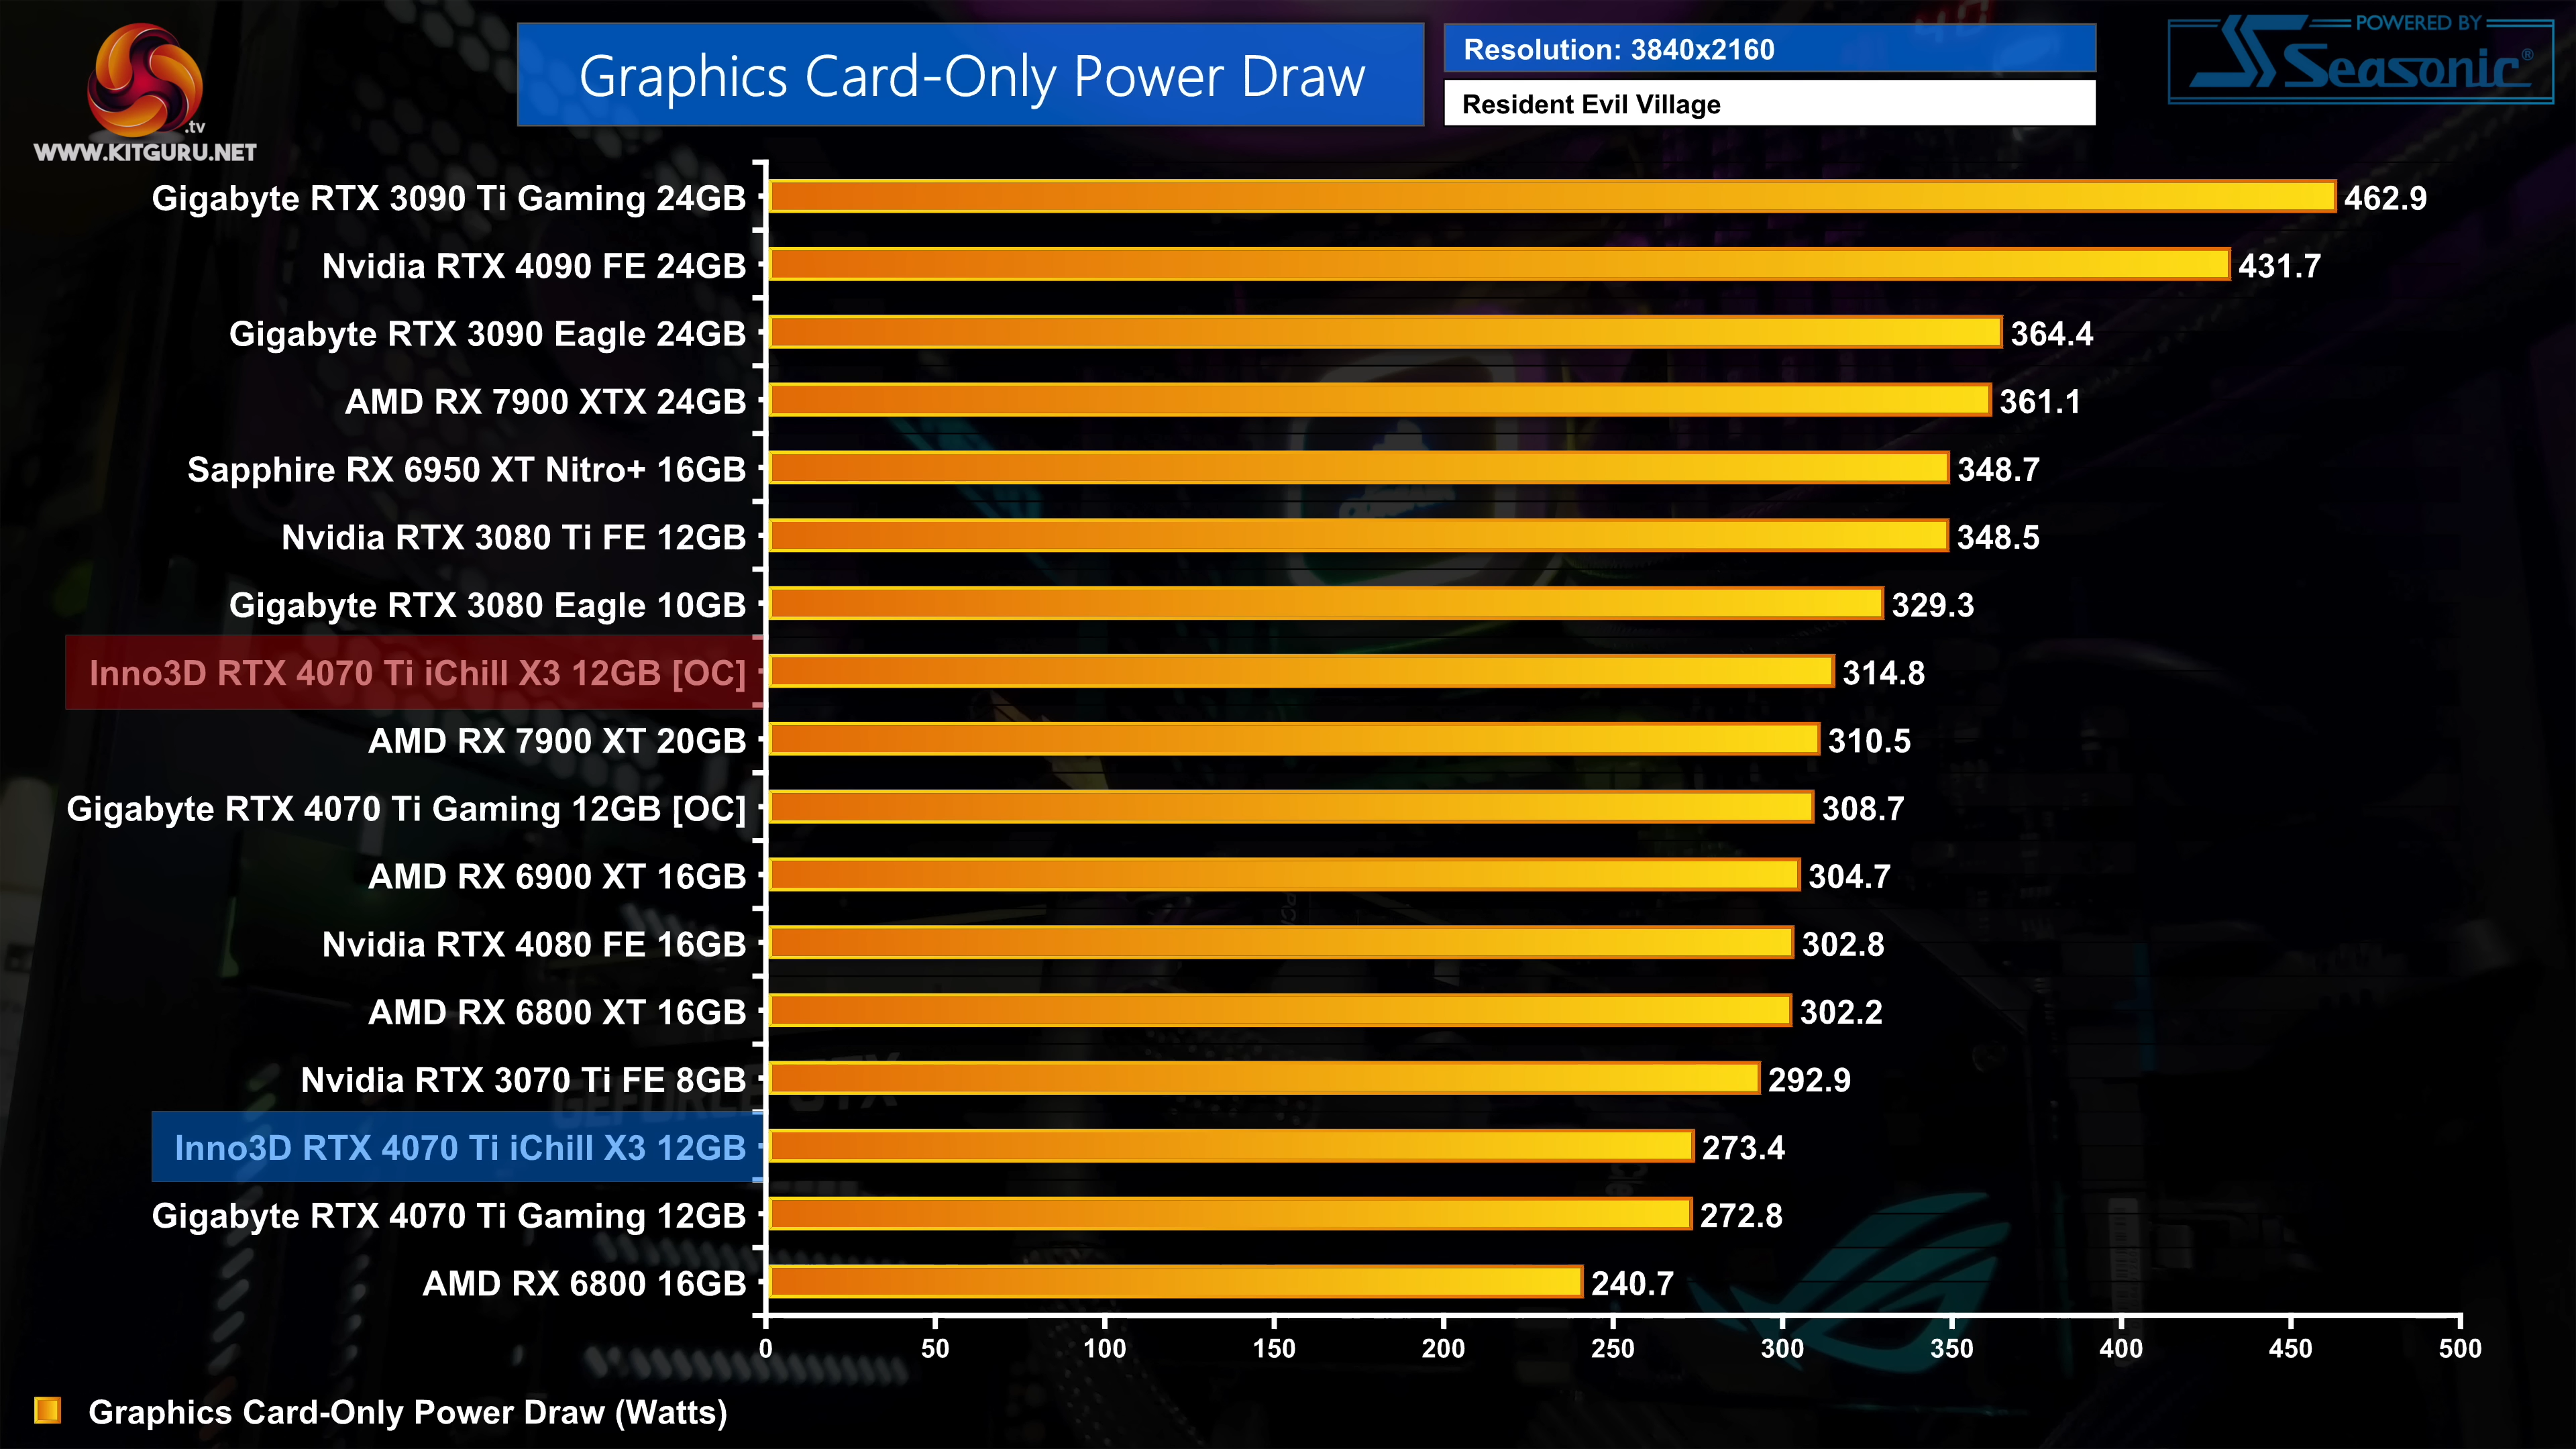 .tv
WWW.KITGURU.NET
Graphics Card-Only Power Draw
Resolution: 3840x2160
Resident Evil Village
POWERED BY
Seasonic®
Gigabyte RTX 3090 Ti Gaming 24GB 462.9
Nvidia RTX 4090 FE 24GB 431.7
Gigabyte RTX 3090 Eagle 24GB 364.4
AMD RX 7900 XTX 24GB 361.1
Sapphire RX 6950 XT Nitro+ 16GB 348.7
Nvidia RTX 3080 Ti FE 12GB 348.5
Gigabyte RTX 3080 Eagle 10GB 329.3
Inno3D RTX 4070 Ti iChill X3 12GB [OC] 314.8
AMD RX 7900 XT 20GB 310.5
Gigabyte RTX 4070 Ti Gaming 12GB [OC] 308.7
AMD RX 6900 XT 16GB 304.7
Nvidia RTX 4080 FE 16GB 302.8
AMD RX 6800 XT 16GB 302.2
Nvidia RTX 3070 Ti FE 8GB 292.9
Inno3D RTX 4070 Ti iChill X3 12GB 273.4
Gigabyte RTX 4070 Ti Gaming 12GB 272.8
AMD RX 6800 16GB 240.7
0 50 100 150 200 250 300 350 400 450 500
Graphics Card-Only Power Draw (Watts)